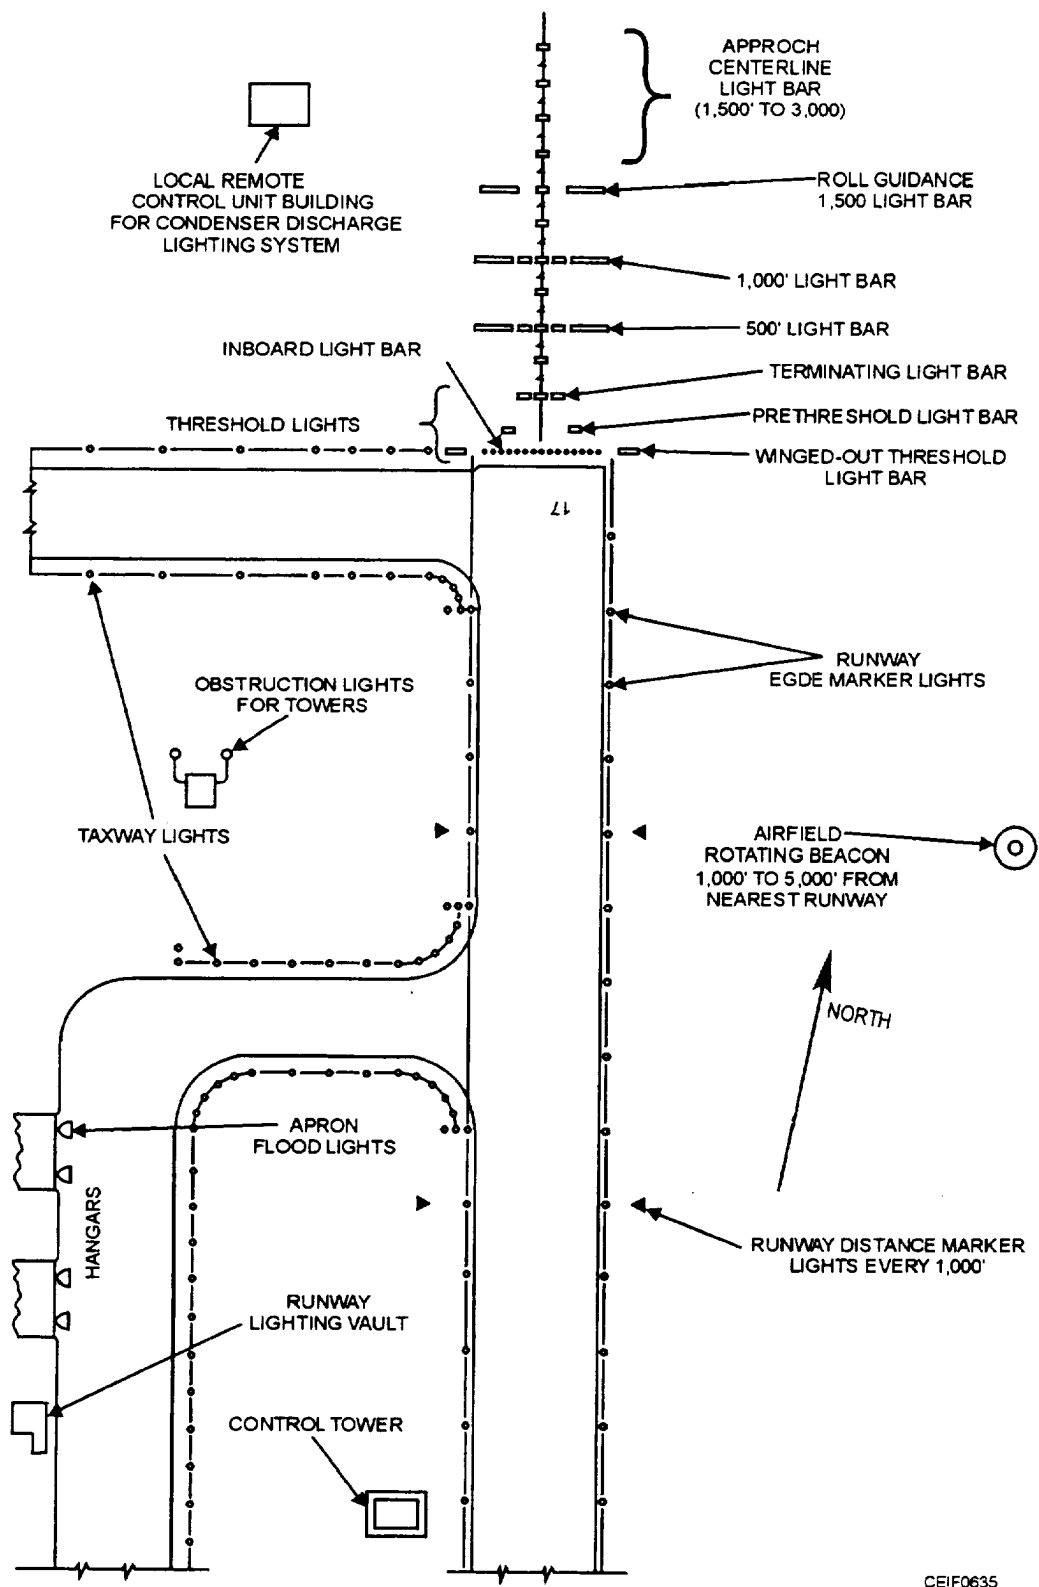 APPROCH
CENTERLINE
LIGHT BAR
(1,500' TO 3,000)
LOCAL REMOTE
CONTROL UNIT BUILDING
FOR CONDENSER DISCHARGE
LIGHTING SYSTEM
ROLL GUIDANCE
1,500 LIGHT BAR
1,000' LIGHT BAR
500' LIGHT BAR
INBOARD LIGHT BAR
TERMINATING LIGHT BAR
PRETHRESHOLD LIGHT BAR
THRESHOLD LIGHTS
WINGED-OUT THRESHOLD
LIGHT BAR
17
RUNWAY
EGDE MARKER LIGHTS
OBSTRUCTION LIGHTS
FOR TOWERS
TAXWAY LIGHTS
AIRFIELD
ROTATING BEACON
1,000' TO 5,000' FROM
NEAREST RUNWAY
NORTH
APRON
FLOOD LIGHTS
HANGARS
RUNWAY DISTANCE MARKER
LIGHTS EVERY 1,000'
RUNWAY
LIGHTING VAULT
CONTROL TOWER
CEIF0635